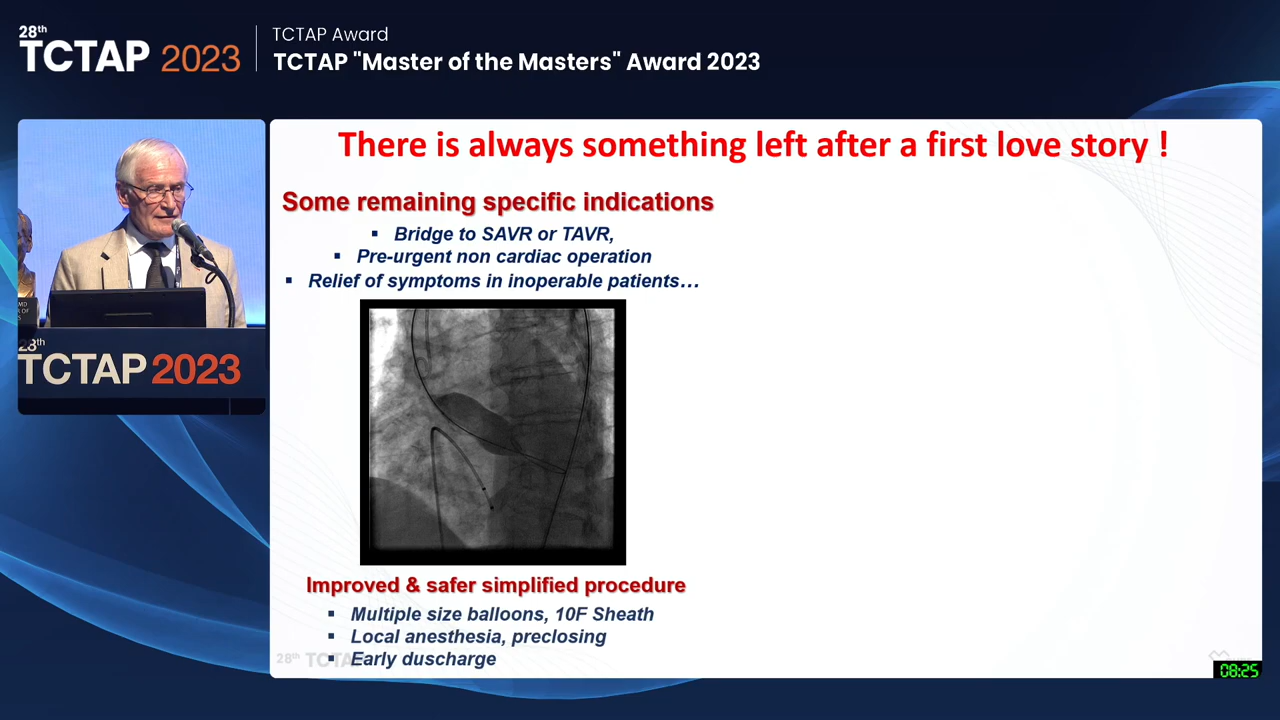 28th
TCTAP 2023
TCTAP Award
TCTAP "Master of the Masters" Award 2023
There is always something left after a first love story !
Some remaining specific indications
▪ Bridge to SAVR or TAVR,
▪ Pre-urgent non cardiac operation
▪ Relief of symptoms in inoperable patients…
28th
TCTAP 2023
Improved & safer simplified procedure
▪ Multiple size balloons, 10F Sheath
▪ Local anesthesia, preclosing
▪ Early duscharge
28th TCTAP
08:25